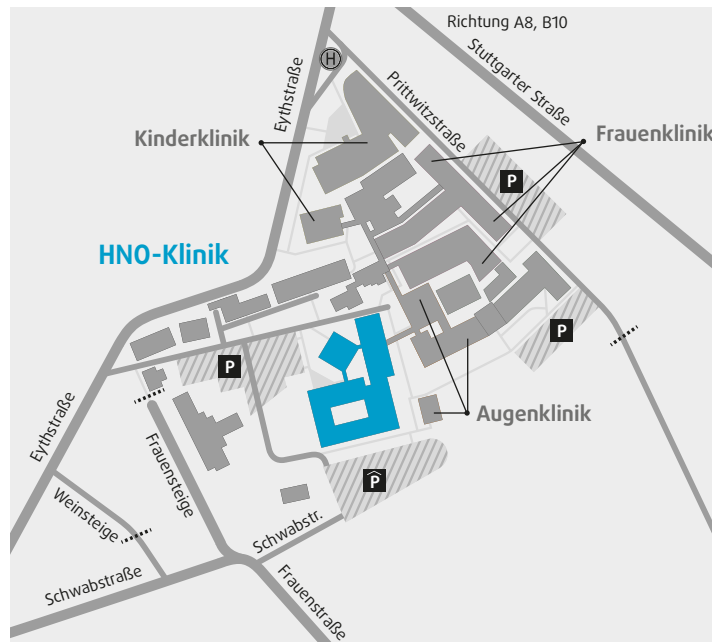 Richtung A8, B10
Stuttgarter Straße
H
Eythstraße
Prittwitzstraße
Kinderklinik
Frauenklinik
P
HNO-Klinik
P
P
Augenklinik
Eythstraße
Frauensteige
P
Weinsteige
Schwabstr.
Schwabstraße
Frauenstraße